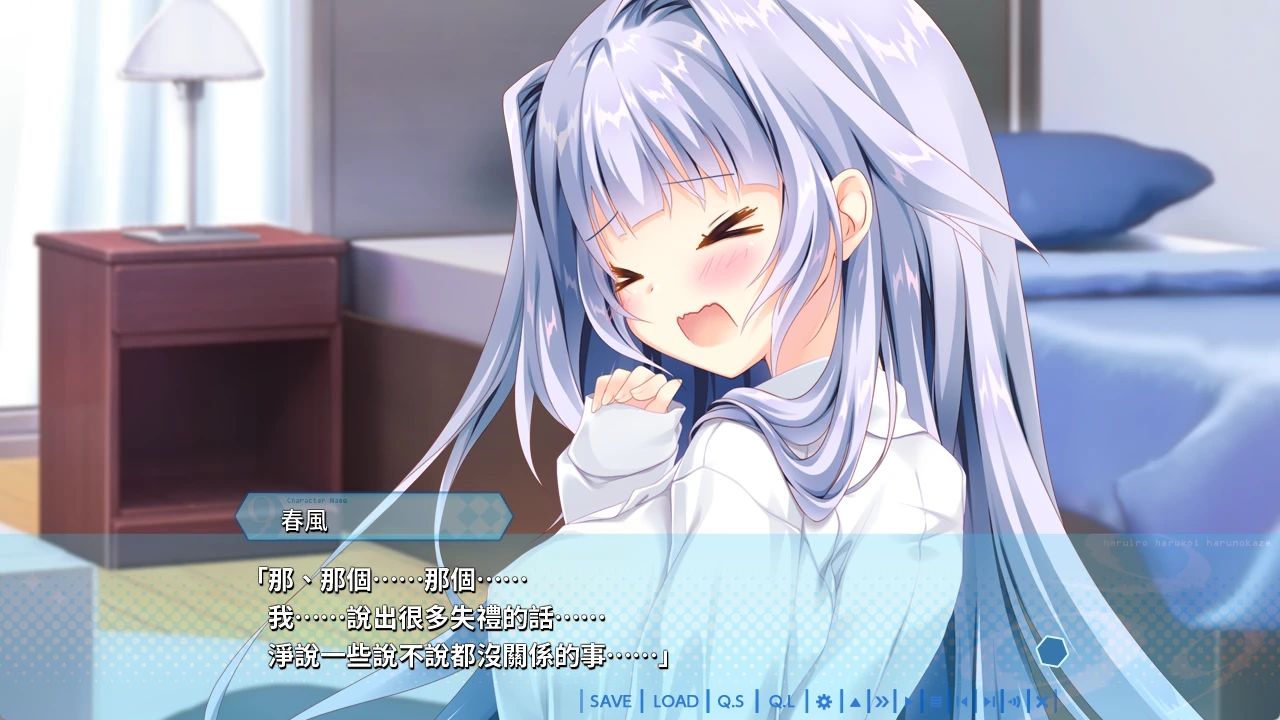 Character Name
春風
haruiro harukoi harunokaze
「那、那個⋯⋯那個⋯⋯
我⋯⋯說出很多失禮的話⋯⋯
淨說一些說不說都沒關係的事⋯⋯」
SAVE | LOAD | Q.S | Q.L